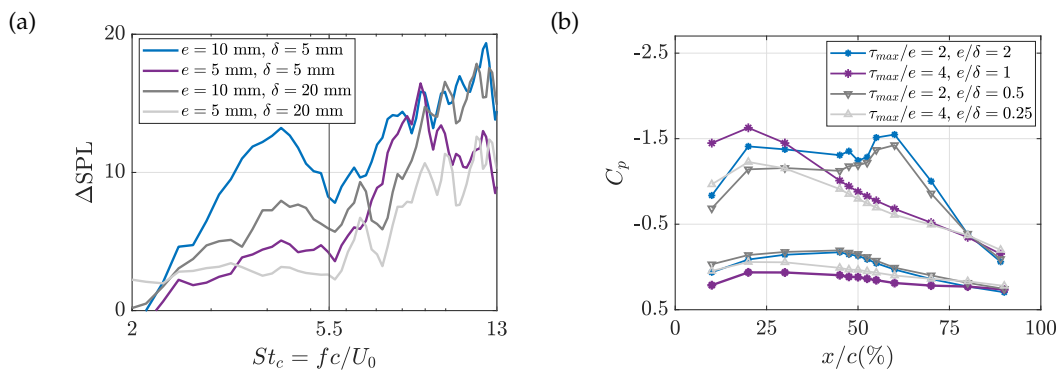 (a)
20
10
0
2
5.5
13
ΔSPL
St_c = fc/U_0
e = 10 mm, δ = 5 mm
e = 5 mm, δ = 5 mm
e = 10 mm, δ = 20 mm
e = 5 mm, δ = 20 mm
(b)
-2.5
-1.5
-0.5
0.5
0
25
50
75
100
C_p
x/c(%)
τ_max/e = 2, e/δ = 2
τ_max/e = 4, e/δ = 1
τ_max/e = 2, e/δ = 0.5
τ_max/e = 4, e/δ = 0.25